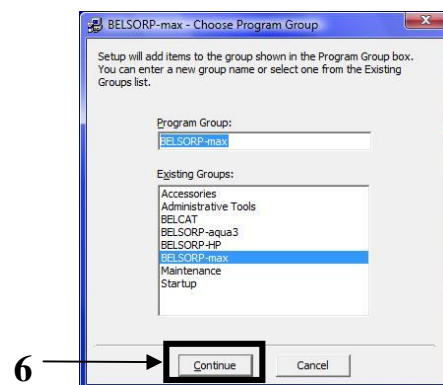 BELSORP-max - Choose Program Group
Setup will add items to the group shown in the Program Group box.
You can enter a new group name or select one from the Existing
Groups list.
Program Group:
BELSORP-max
Existing Groups:
Accessories
Administrative Tools
BELCAT
BELSORP-aqua3
BELSORP-HP
BELSORP-max
Maintenance
Startup
6
Continue Cancel